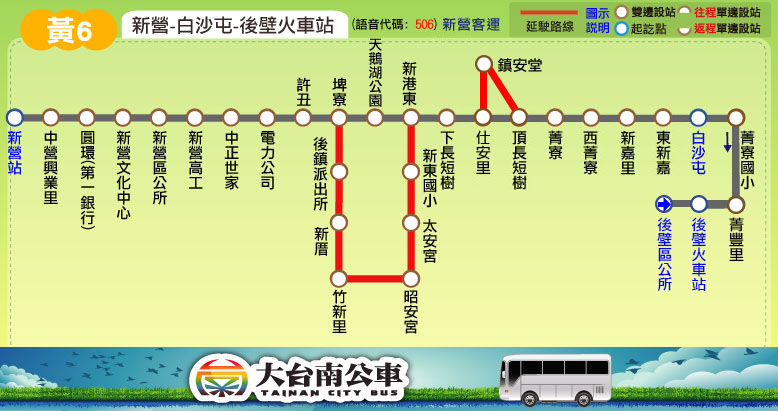 黃6
新營-白沙屯-後壁火車站
(語音代碼: 506) 新營客運
延駛路線
圖示說明
雙邊設站
往程單邊設站
起訖點
返程單邊設站
新營站
中營興業里
圓環(第一銀行)
新營文化中心
新營區公所
新營高工
中正世家
電力公司
許丑
埤寮
天鵝湖公園
新港東
後鎮派出所
新厝
竹新里
昭安宮
太安宮
新東國小
下長短樹
仕安里
鎮安堂
頂長短樹
菁寮
西菁寮
新嘉里
東新嘉
白沙屯
菁寮國小
菁豐里
後壁火車站
後壁區公所
大台南公車
TAINAN CITY BUS